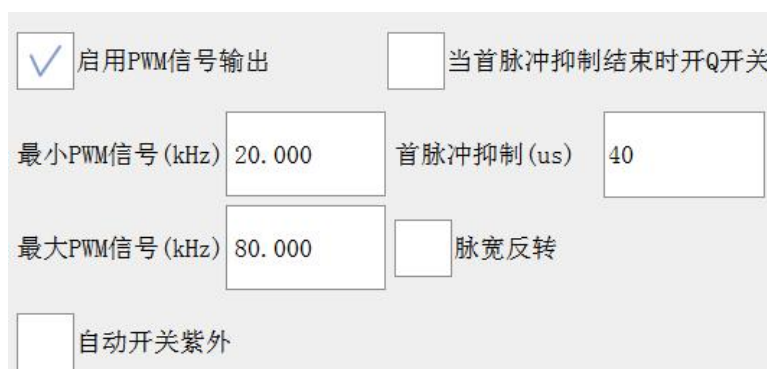 启用PWM信号输出 当首脉冲抑制结束时开Q开关
最小PWM信号(kHz) 20.000 首脉冲抑制(us) 40
最大PWM信号(kHz) 80.000 脉宽反转
自动开关紫外